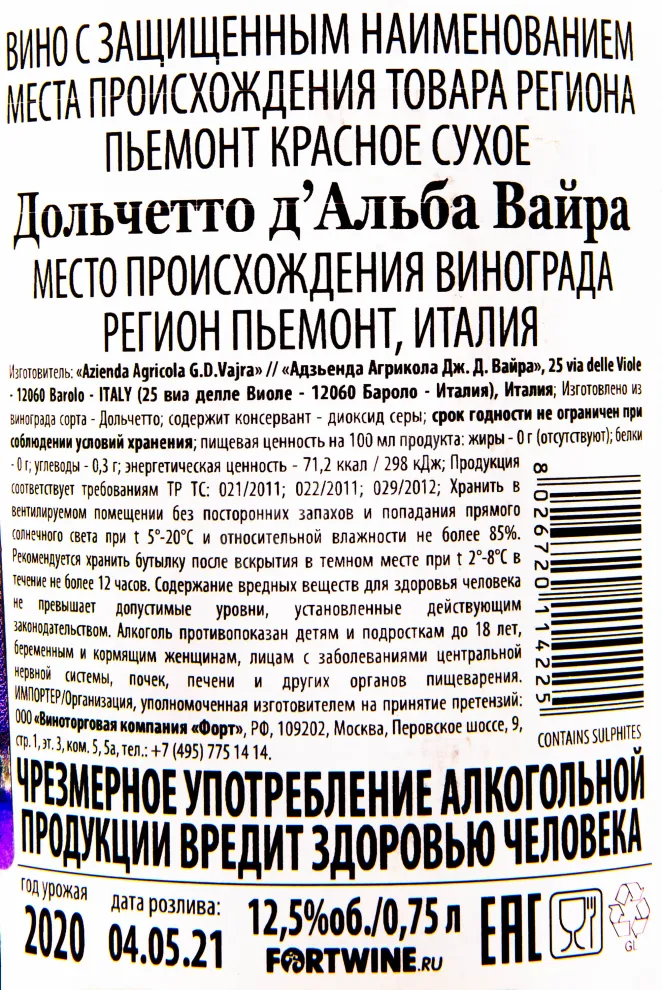 ВИНО С ЗАЩИЩЕННЫМ НАИМЕНОВАНИЕМ
МЕСТА ПРОИСХОЖДЕНИЯ ТОВАРА РЕГИОНА
ПЬЕМОНТ КРАСНОЕ СУХОЕ
Дольчетто д’Альба Вайра
МЕСТО ПРОИСХОЖДЕНИЯ ВИНОГРАДА
РЕГИОН ПЬЕМОНТ, ИТАЛИЯ
Изготовитель: «Azienda Agricola G.D.Vajra» // «Адзьенда Агрикола Дж. Д. Вайра», 25 via delle Viole
- 12060 Barolo - ITALY (25 виа делле Виоле - 12060 Бароло - Италия), Италия; Изготовлено из
винограда сорта - Дольчетто; содержит консервант - диоксид серы; срок годности не ограничен при
соблюдении условий хранения; пищевая ценность на 100 мл продукта: жиры - 0 г (отсутствуют); белки
- 0 г; углеводы - 0,3 г; энергетическая ценность - 71,2 ккал / 298 кДж; Продукция
соответствует требованиям ТР ТС: 021/2011; 022/2011; 029/2012; Хранить в
вентилируемом помещении без посторонних запахов и попадания прямого
солнечного света при t 5°-20°С и относительной влажности не более 85%.
Рекомендуется хранить бутылку после вскрытия в темном месте при t 2°-8°С в
течение не более 12 часов. Содержание вредных веществ для здоровья человека
не превышает допустимые уровни, установленные действующим
законодательством. Алкоголь противопоказан детям и подросткам до 18 лет,
беременным и кормящим женщинам, лицам с заболеваниями центральной
нервной системы, почек, печени и других органов пищеварения.
ИМПОРТЕР/Организация, уполномоченная изготовителем на принятие претензий:
ООО «Виноторговая компания «Форт», РФ, 109202, Москва, Перовское шоссе, 9,
стр. 1, эт. 3, ком. 5, 5а, тел.: +7 (495) 775 14 14.
8 026720 114225
CONTAINS SULPHITES
ЧРЕЗМЕРНОЕ УПОТРЕБЛЕНИЕ АЛКОГОЛЬНОЙ
ПРОДУКЦИИ ВРЕДИТ ЗДОРОВЬЮ ЧЕЛОВЕКА
год урожая
2020
дата розлива:
04.05.21
12,5%об./0,75 л
FORTWINE.RU
EAC
GL